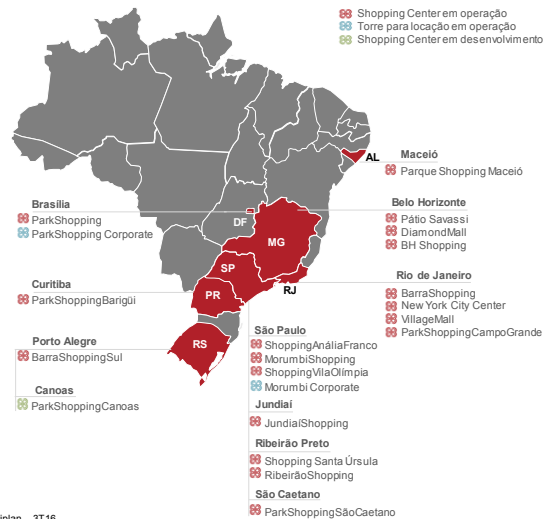 Shopping Center em operação
Torre para locação em operação
Shopping Center em desenvolvimento
AL
Maceió
Parque Shopping Maceió
Brasília
ParkShopping
ParkShopping Corporate
DF
Belo Horizonte
Pátio Savassi
DiamondMall
BH Shopping
MG
SP
PR
RJ
RS
Curitiba
ParkShoppingBarigüi
Rio de Janeiro
BarraShopping
New York City Center
VillageMall
ParkShoppingCampoGrande
Porto Alegre
BarraShoppingSul
Canoas
ParkShoppingCanoas
São Paulo
ShoppingAnáliaFranco
MorumbiShopping
ShoppingVilaOlímpia
Morumbi Corporate
Jundiaí
JundiaíShopping
Ribeirão Preto
Shopping Santa Úrsula
RibeirãoShopping
São Caetano
ParkShoppingSãoCaetano
3T16